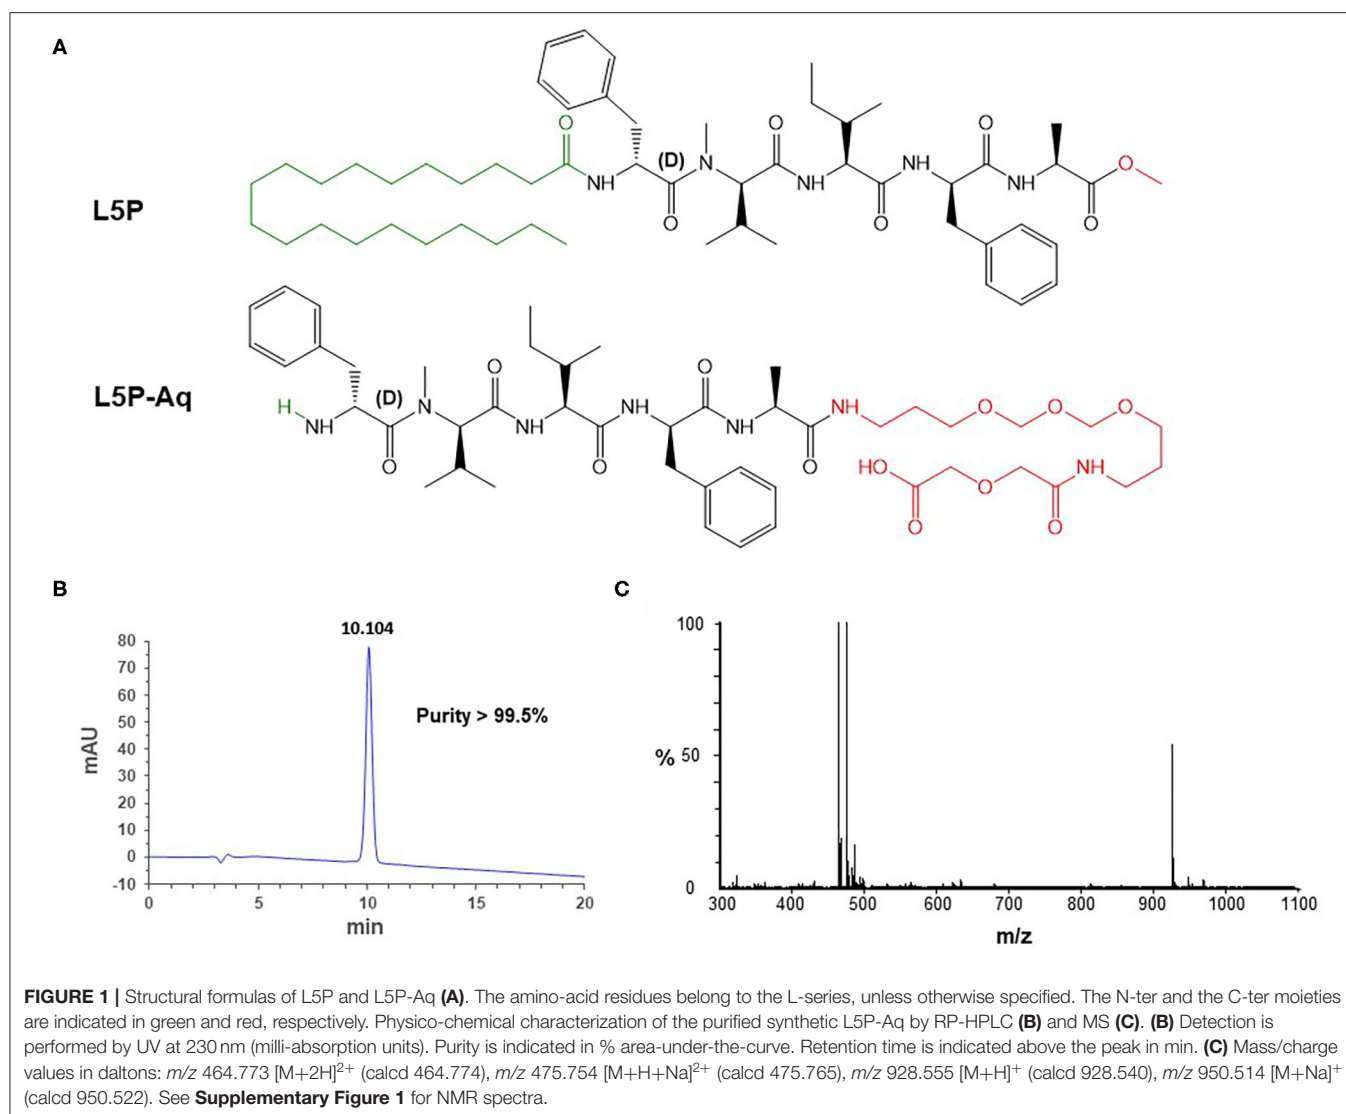 A
O
O
O
(D)
N
O
NH
NH
NH
NH
O
O
O
O
L5P
L5P-Aq
H
NH
(D)
N
O
O
NH
NH
NH
NH
O
O
O
O
O
O
HO
O
NH
O
O
B
C
10.104
Purity > 99.5%
80
70
60
50
40
30
20
10
0
-10
mAU
0
5
10
15
20
min
100
% 50
0
300
400
500
600
700
800
900
1000
1100
m/z
FIGURE 1 | Structural formulas of L5P and L5P-Aq (A). The amino-acid residues belong to the L-series, unless otherwise specified. The N-ter and the C-ter moieties
are indicated in green and red, respectively. Physico-chemical characterization of the purified synthetic L5P-Aq by RP-HPLC (B) and MS (C). (B) Detection is
performed by UV at 230 nm (milli-absorption units). Purity is indicated in % area-under-the-curve. Retention time is indicated above the peak in min. (C) Mass/charge
values in daltons: m/z 464.773 [M+2H]2+ (calcd 464.774), m/z 475.754 [M+H+Na]2+ (calcd 475.765), m/z 928.555 [M+H]+ (calcd 928.540), m/z 950.514 [M+Na]+
(calcd 950.522). See Supplementary Figure 1 for NMR spectra.